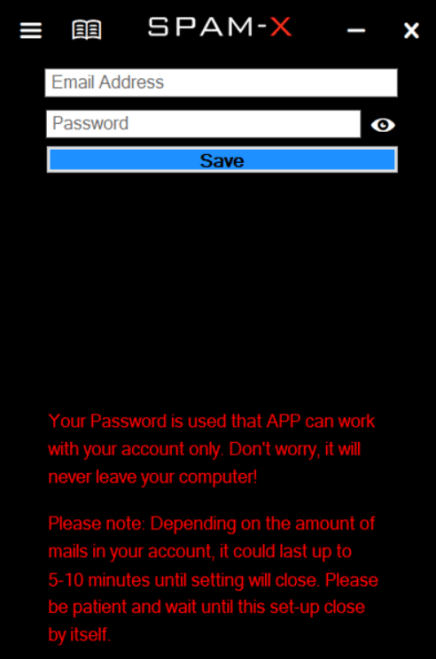 SPAM-X
Email Address
Password
Save
Your Password is used that APP can work
with your account only. Don't worry, it will
never leave your computer!
Please note: Depending on the amount of
mails in your account, it could last up to
5-10 minutes until setting will close. Please
be patient and wait until this set-up close
by itself.